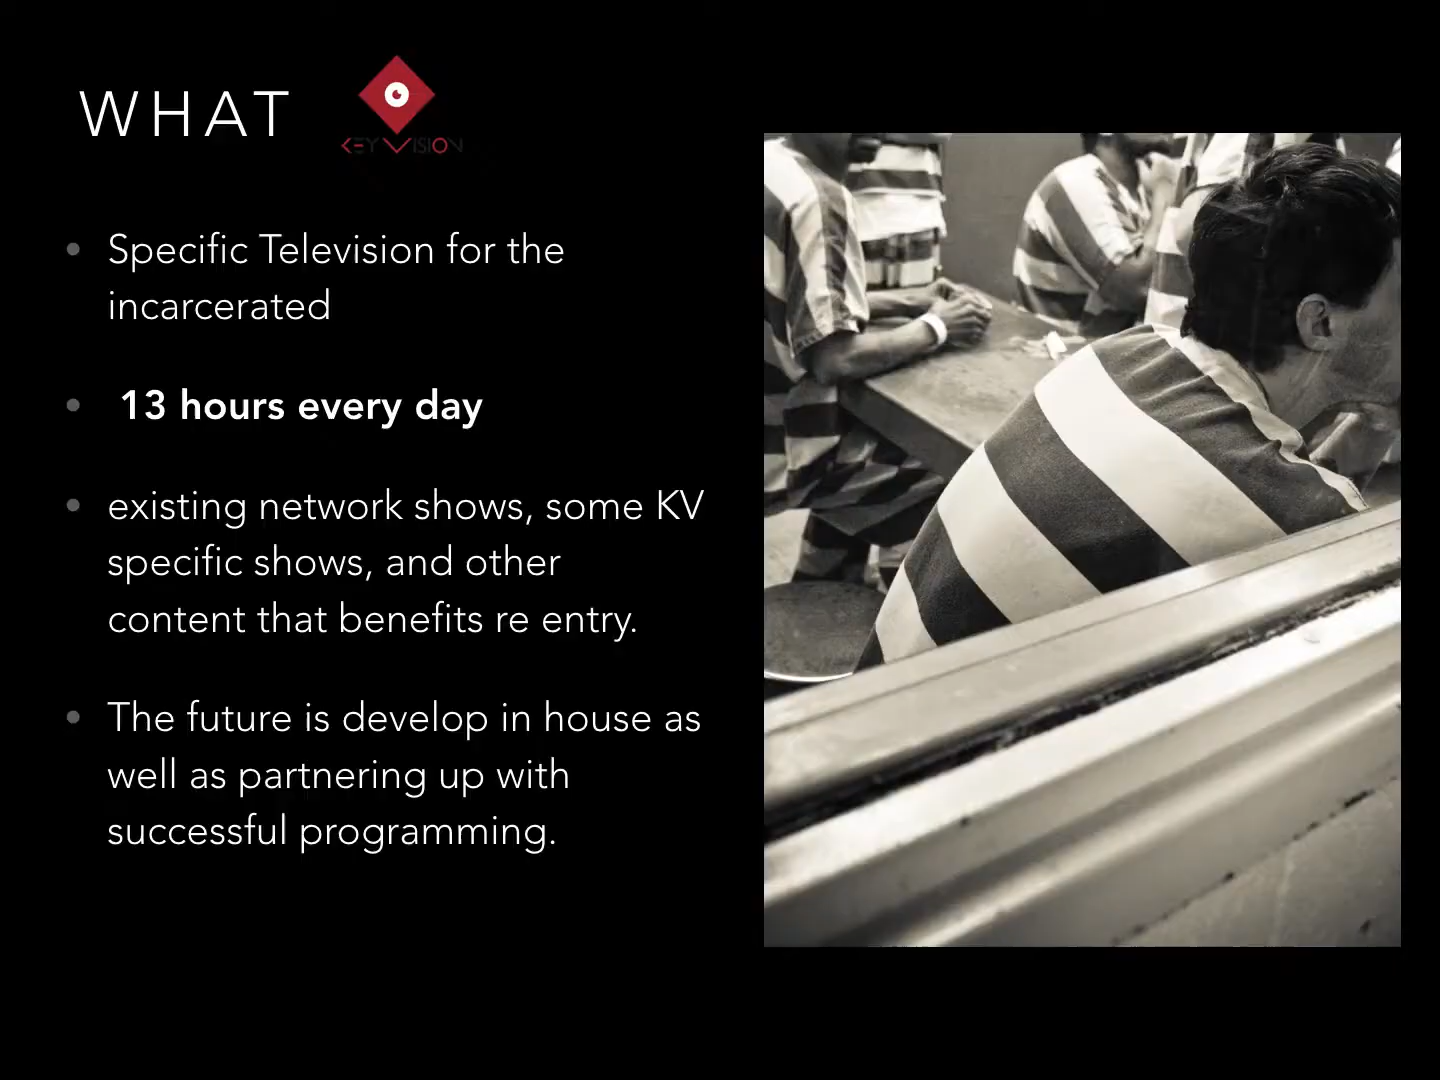 WHAT
KEY VISION
• Specific Television for the
incarcerated
• 13 hours every day
• existing network shows, some KV
specific shows, and other
content that benefits re entry.
• The future is develop in house as
well as partnering up with
successful programming.